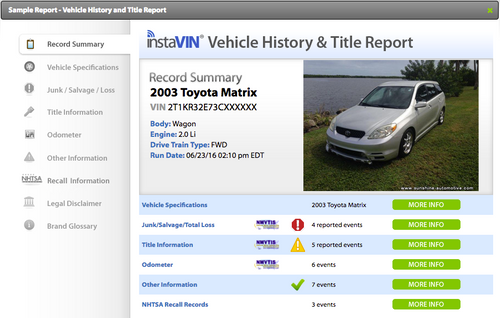 Sample Report - Vehicle History and Title Report
Record Summary
Vehicle Specifications
Junk / Salvage / Loss
Title Information
Odometer
Other Information
NHTSA Recall Information
Legal Disclaimer
Brand Glossary
instaVIN® Vehicle History & Title Report
Record Summary
2003 Toyota Matrix
VIN 2T1KR32E73CXXXXXX
Body: Wagon
Engine: 2.0 Li
Drive Train Type: FWD
Run Date: 06/23/16 02:10 pm EDT
www.sunshine-automotive.com
Vehicle Specifications 2003 Toyota Matrix MORE INFO
Junk/Salvage/Total Loss NMVTIS 4 reported events MORE INFO
Title Information NMVTIS 5 reported events MORE INFO
Odometer NMVTIS 6 events MORE INFO
Other Information 7 events MORE INFO
NHTSA Recall Records 3 events MORE INFO